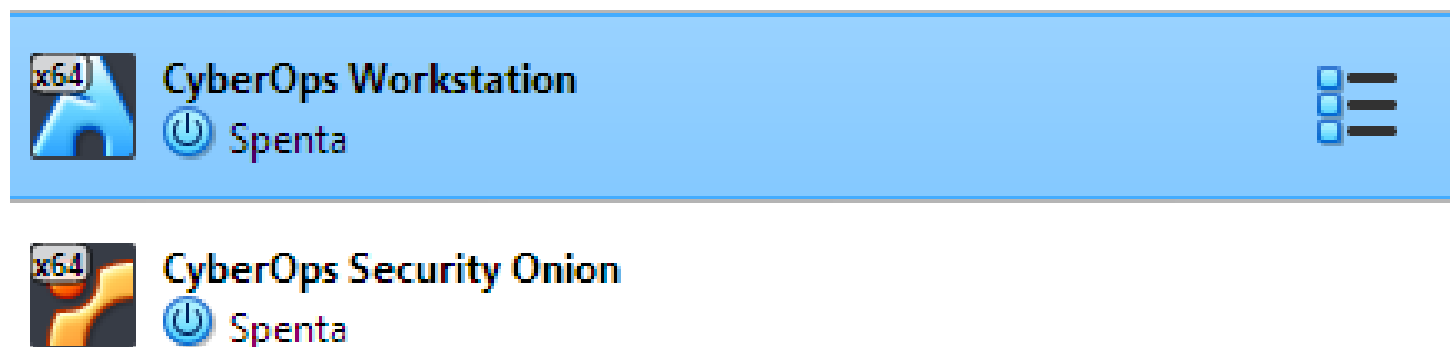 x64
CyberOps Workstation
Spenta
x64
CyberOps Security Onion
Spenta